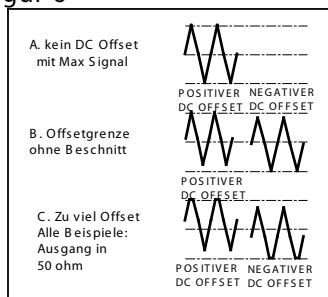 A. kein DC Offset
mit Max Signal
POSITIVER NEGATIVER
DC OFFSET DC OFFSET
B. Offsetgrenze
ohne Beschnitt
POSITIVER
DC OFFSET
C. Zu viel Offset
Alle Beispiele:
Ausgang in
50 ohm
POSITIVER NEGATIVER
DC OFFSET DC OFFSET